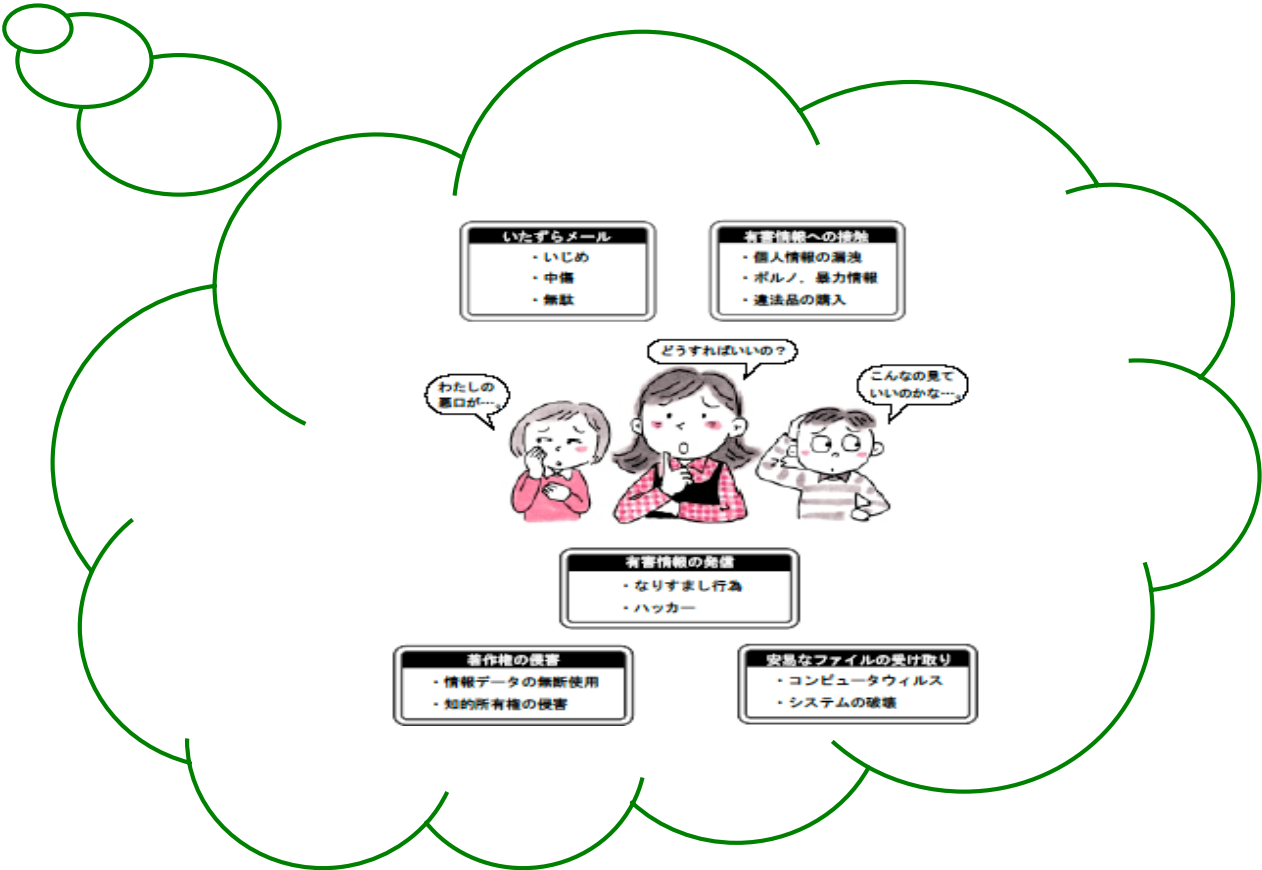 いたずらメール
・いじめ
・中傷
・無駄
有害情報への接触
・個人情報の漏洩
・ポルノ，暴力情報
・違法品の購入
どうすればいいの？
わたしの
悪口が…。
こんなの見て
いいのかな…。
有害情報の発信
・なりすまし行為
・ハッカー
著作権の侵害
・情報データの無断使用
・知的所有権の侵害
安易なファイルの受け取り
・コンピュータウィルス
・システムの破壊